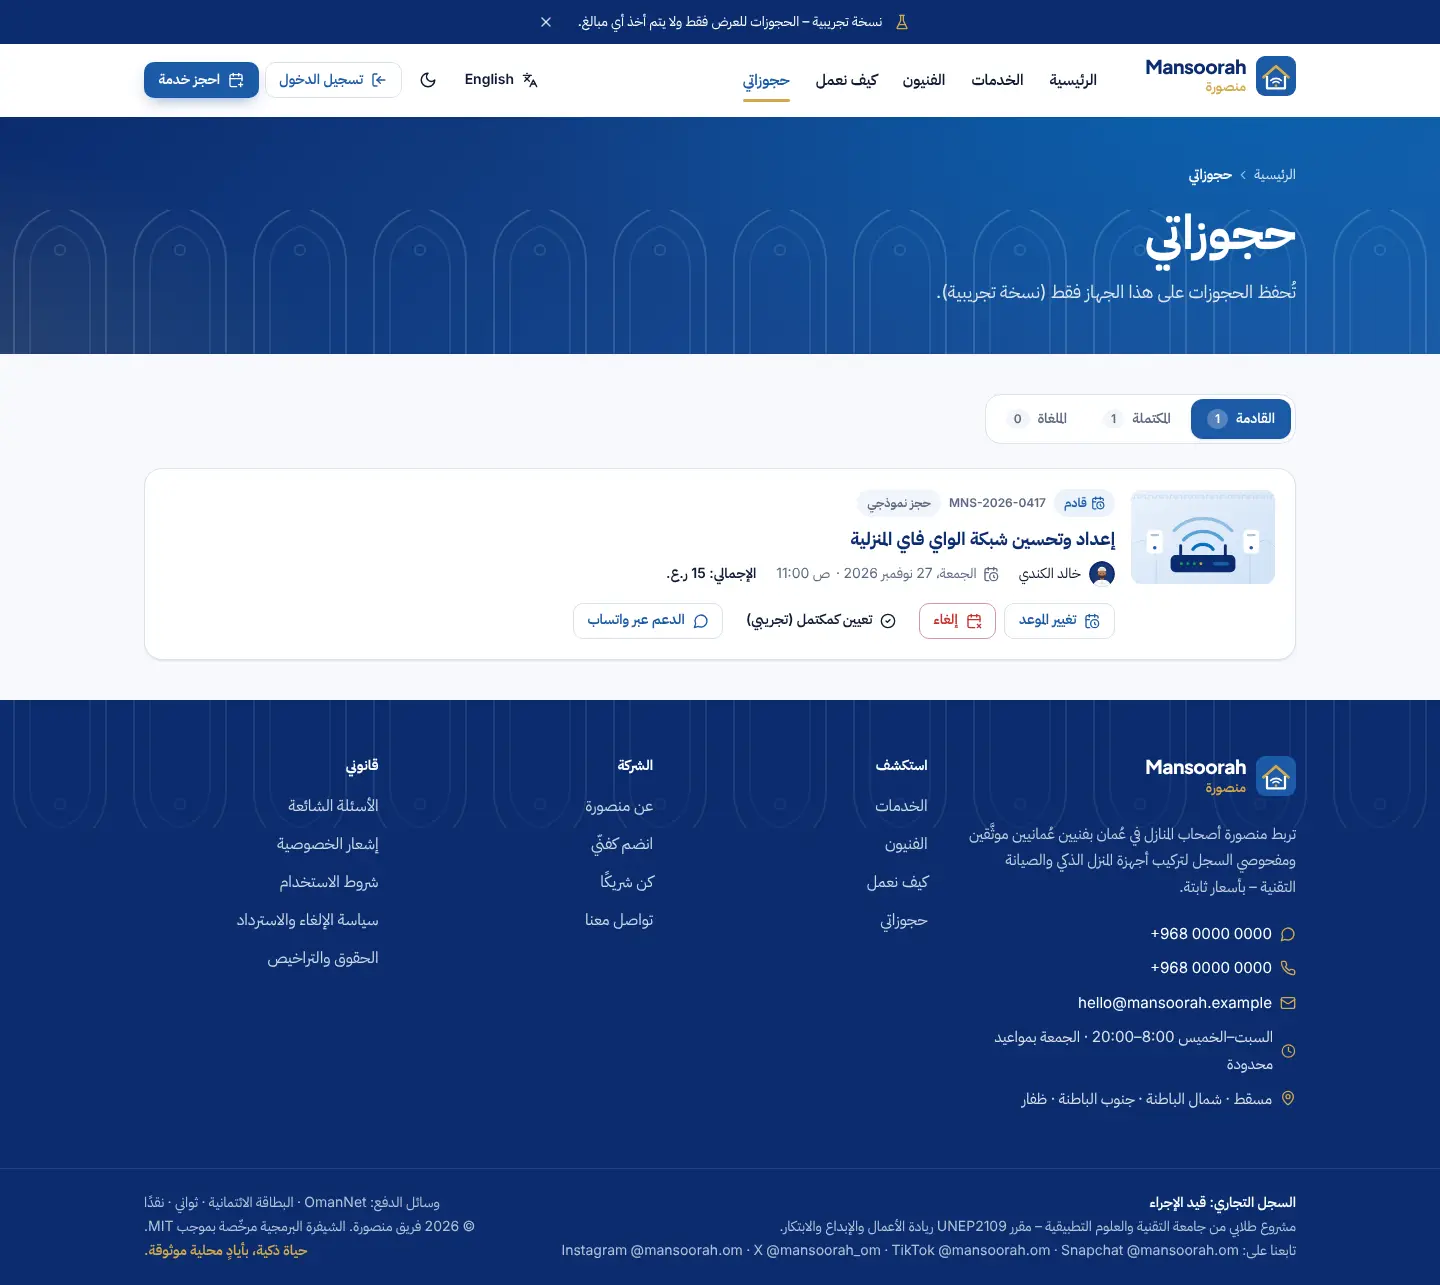 نسخة تجريبية – الحجوزات للعرض فقط ولا يتم أخذ أي مبالغ.
Mansoorah
منصورة
الرئيسية
الخدمات
الفنيون
كيف نعمل
حجوزاتي
English
تسجيل الدخول
احجز خدمة
الرئيسية
حجوزاتي
حجوزاتي
تُحفظ الحجوزات على هذا الجهاز فقط (نسخة تجريبية).
القادمة 1
المكتملة 1
الملغاة 0
قادم
MNS-2026-0417
حجز نموذجي
إعداد وتحسين شبكة الواي فاي المنزلية
خالد الكندي
الجمعة، 27 نوفمبر 2026 · 11:00 ص
الإجمالي: 15 ر.ع.
تغيير الموعد
إلغاء
تعيين كمكتمل (تجريبي)
الدعم عبر واتساب
Mansoorah
منصورة
تربط منصورة أصحاب المنازل في عُمان بفنيين عُمانيين موثَّقين
ومفحوصي السجل لتركيب أجهزة المنزل الذكي والصيانة
التقنية – بأسعار ثابتة.
+968 0000 0000
+968 0000 0000
hello@mansoorah.example
السبت–الخميس 8:00–20:00 · الجمعة بمواعيد
محدودة
مسقط · شمال الباطنة · جنوب الباطنة · ظفار
استكشف
الخدمات
الفنيون
كيف نعمل
حجوزاتي
الشركة
عن منصورة
انضم كفنّي
كن شريكًا
تواصل معنا
قانوني
الأسئلة الشائعة
إشعار الخصوصية
شروط الاستخدام
سياسة الإلغاء والاسترداد
الحقوق والتراخيص
السجل التجاري: قيد الإجراء
مشروع طلابي من جامعة التقنية والعلوم التطبيقية – مقرر UNEP2109 ريادة الأعمال والإبداع والابتكار.
تابعنا على: Instagram @mansoorah.om · X @mansoorah_om · TikTok @mansoorah.om · Snapchat @mansoorah.om
وسائل الدفع: OmanNet · البطاقة الائتمانية · ثواني · نقدًا
© 2026 فريق منصورة. الشيفرة البرمجية مرخّصة بموجب MIT.
حياة ذكية، بأيادٍ محلية موثوقة.